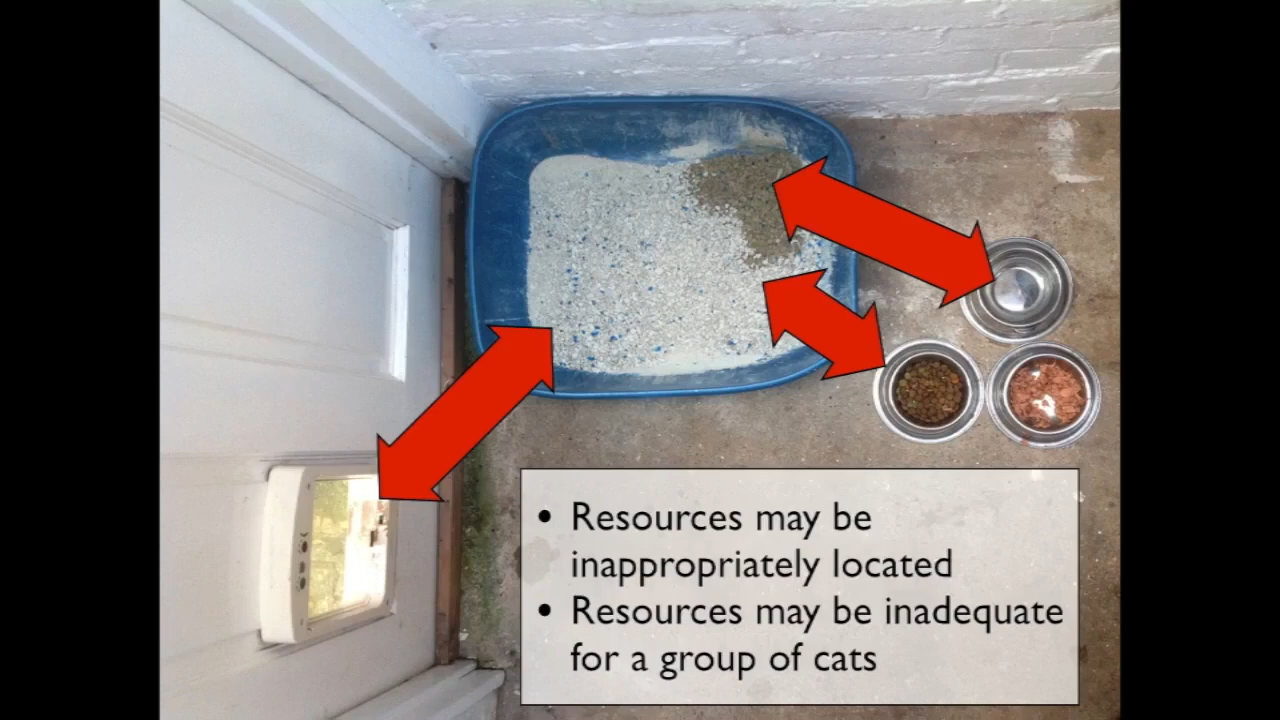 • Resources may be
inappropriately located
• Resources may be inadequate
for a group of cats